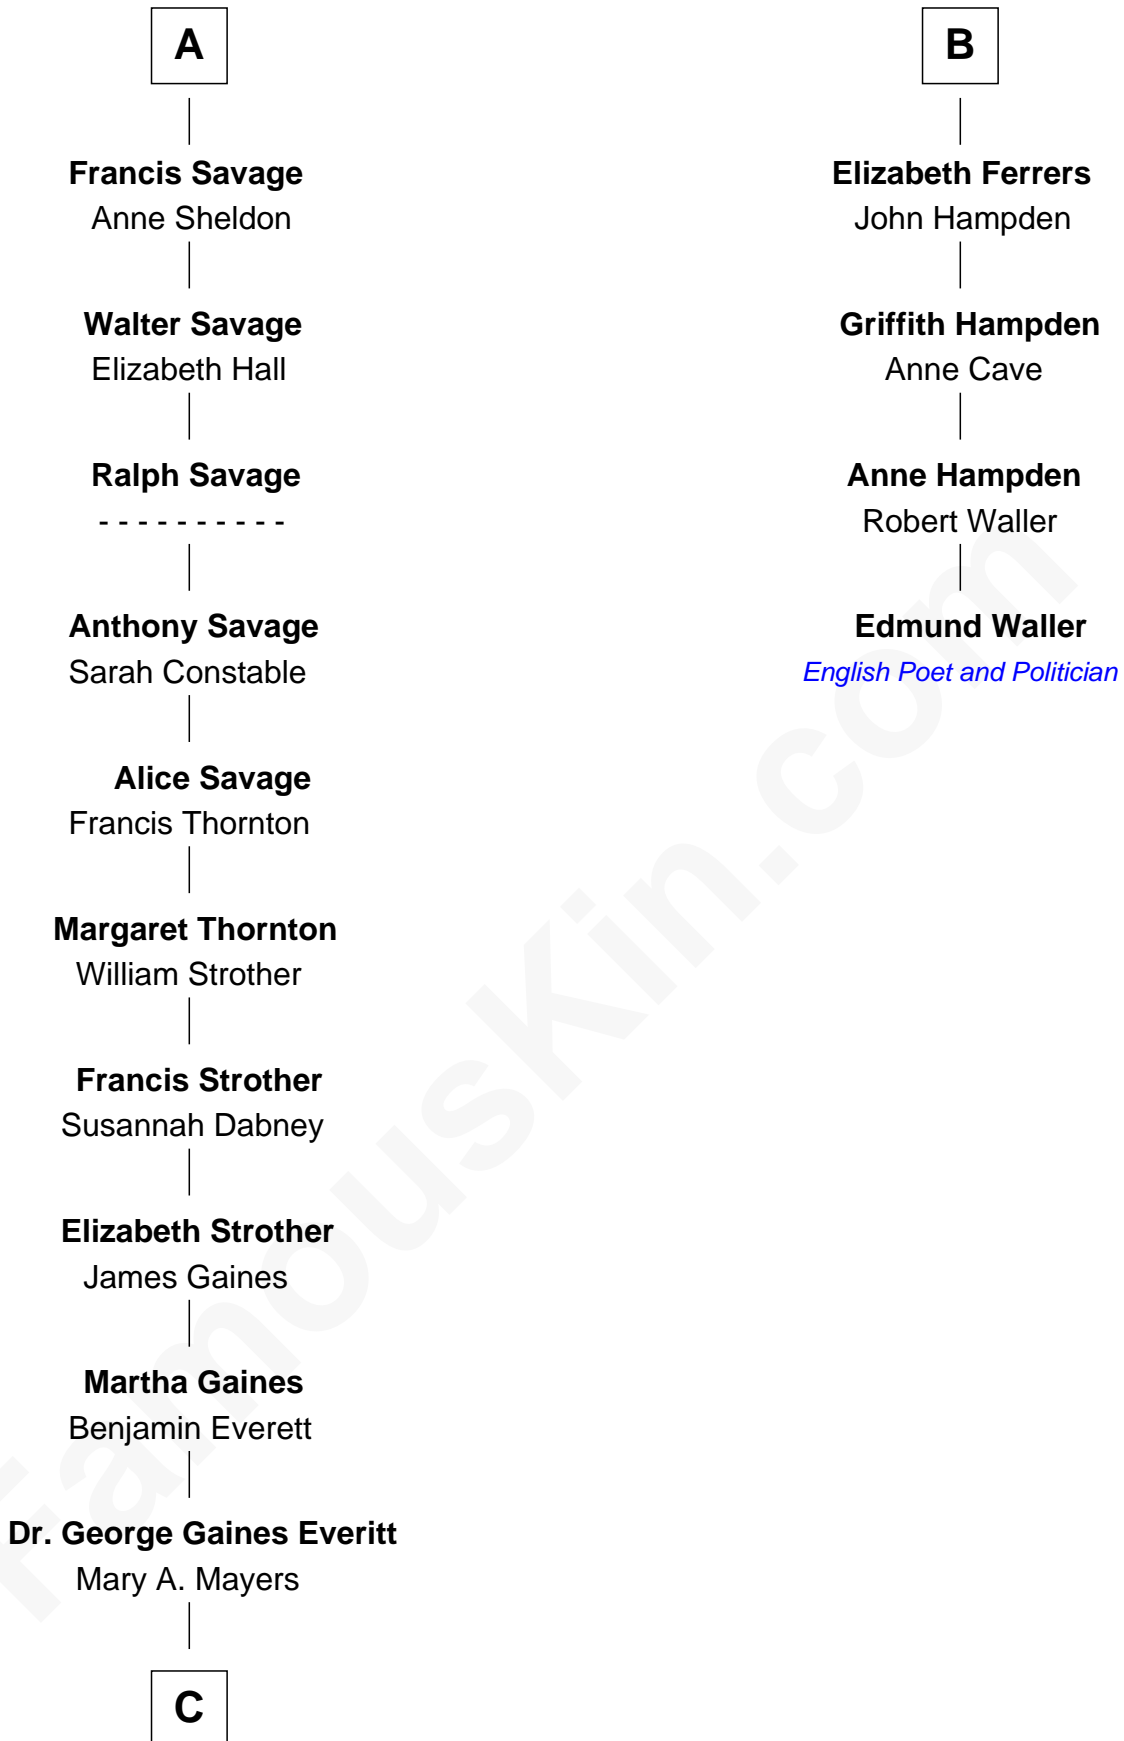 A
Francis Savage
Anne Sheldon
Walter Savage
Elizabeth Hall
Ralph Savage
- - - - - - - - - -
Anthony Savage
Sarah Constable
Alice Savage
Francis Thornton
Margaret Thornton
William Strother
Francis Strother
Susannah Dabney
Elizabeth Strother
James Gaines
Martha Gaines
Benjamin Everett
Dr. George Gaines Everitt
Mary A. Mayers
C
B
Elizabeth Ferrers
John Hampden
Griffith Hampden
Anne Cave
Anne Hampden
Robert Waller
Edmund Waller
English Poet and Politician
FamousKin.com